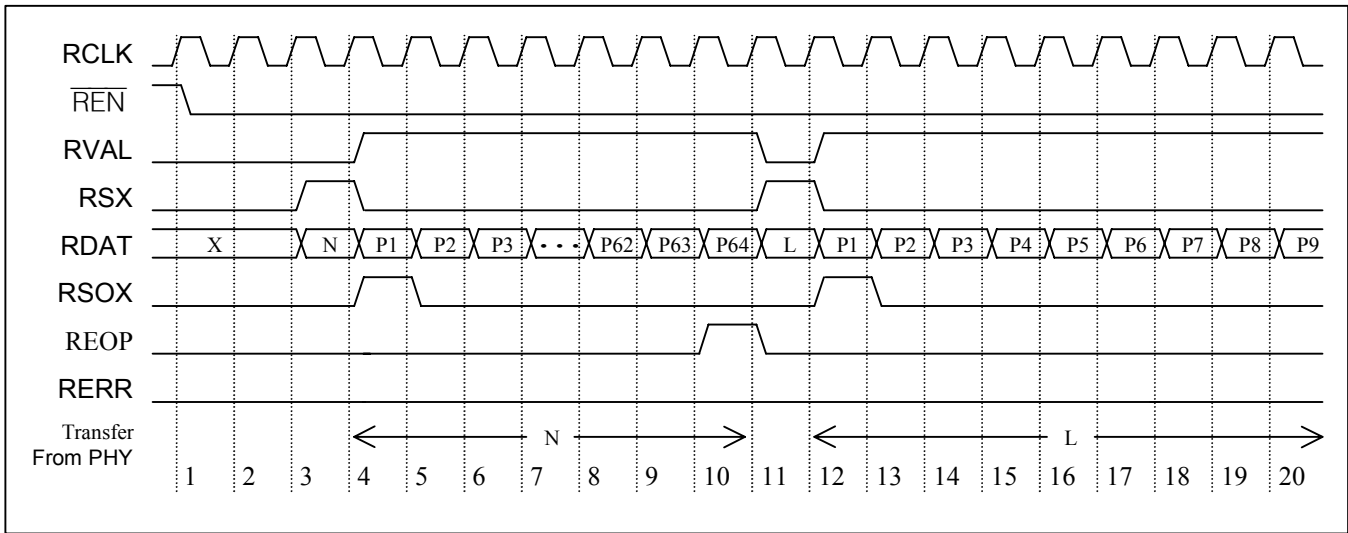 RCLK
REN
RVAL
RSX
RDAT X N P1 P2 P3 · · · P62 P63 P64 L P1 P2 P3 P4 P5 P6 P7 P8 P9
RSOX
REOP
RERR
Transfer N L
From PHY
1 2 3 4 5 6 7 8 9 10 11 12 13 14 15 16 17 18 19 20